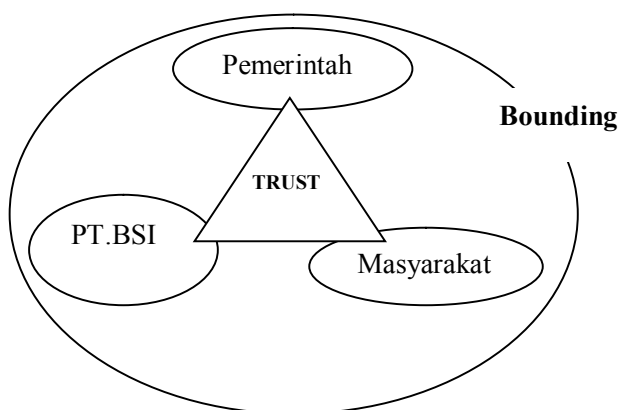 Pemerintah
Bounding
TRUST
PT.BSI
Masyarakat